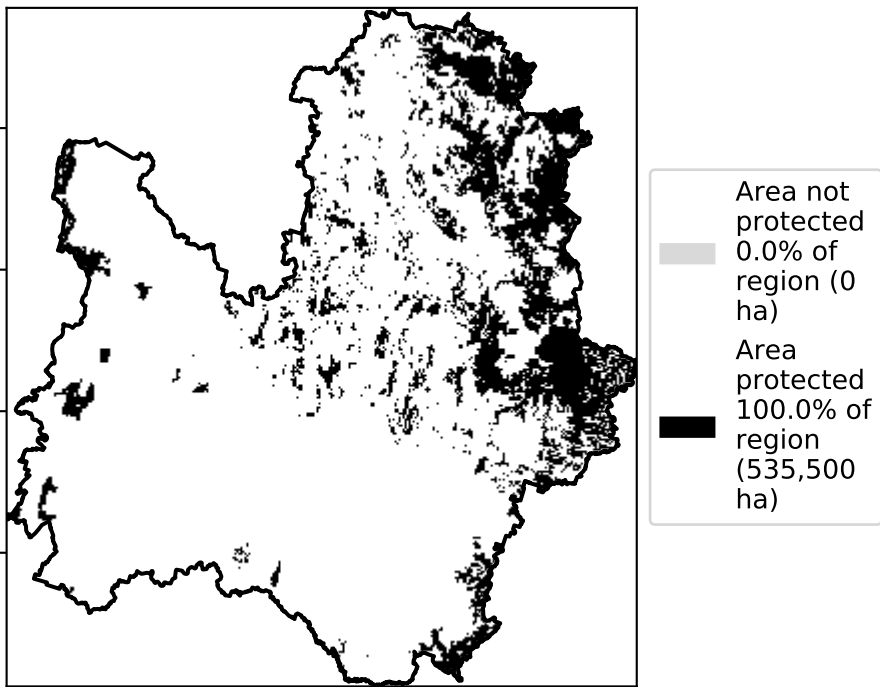 Area not
protected
0.0% of
region (0
ha)
Area
protected
100.0% of
region
(535,500
ha)